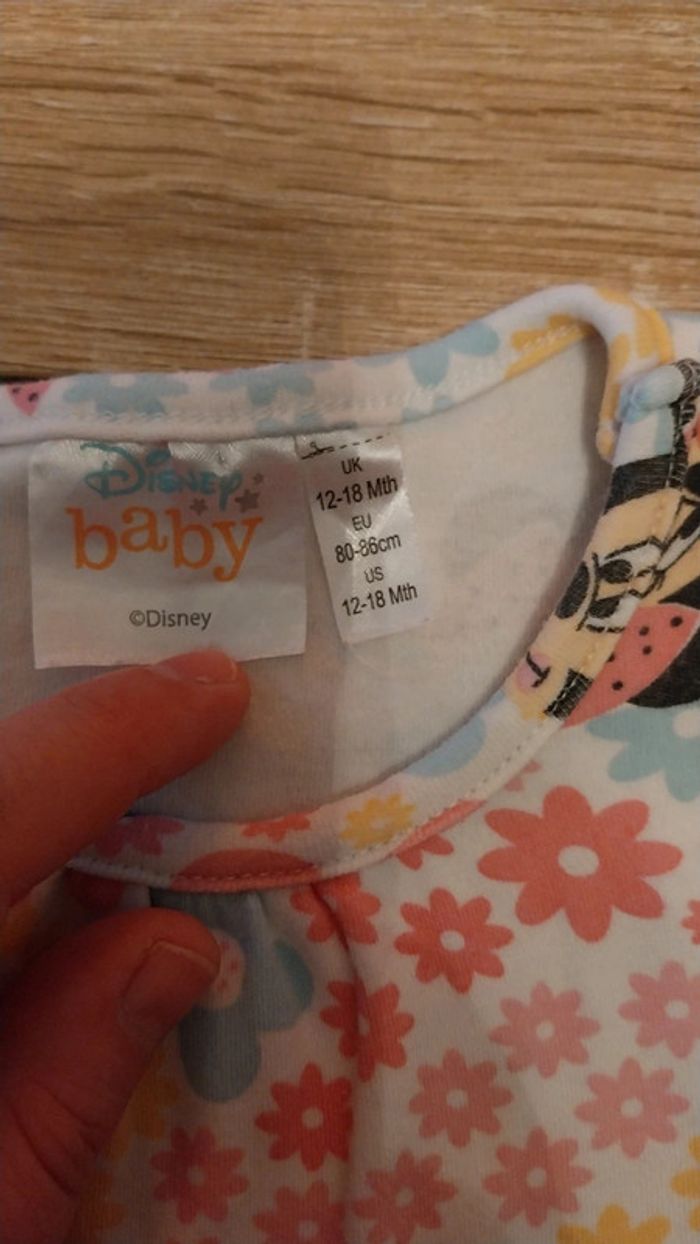 Disney
baby
©Disney
UK
12-18 Mth
EU
80-86cm
US
12-18 Mth